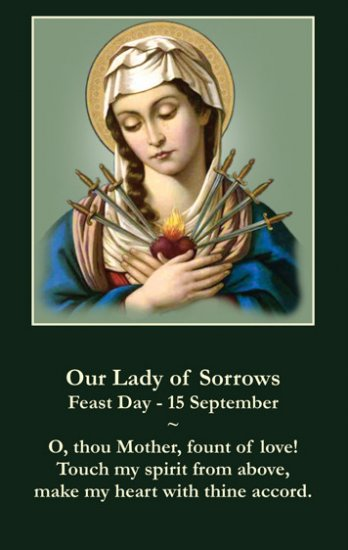 Our Lady of Sorrows
Feast Day - 15 September
~
O, thou Mother, fount of love!
Touch my spirit from above,
make my heart with thine accord.